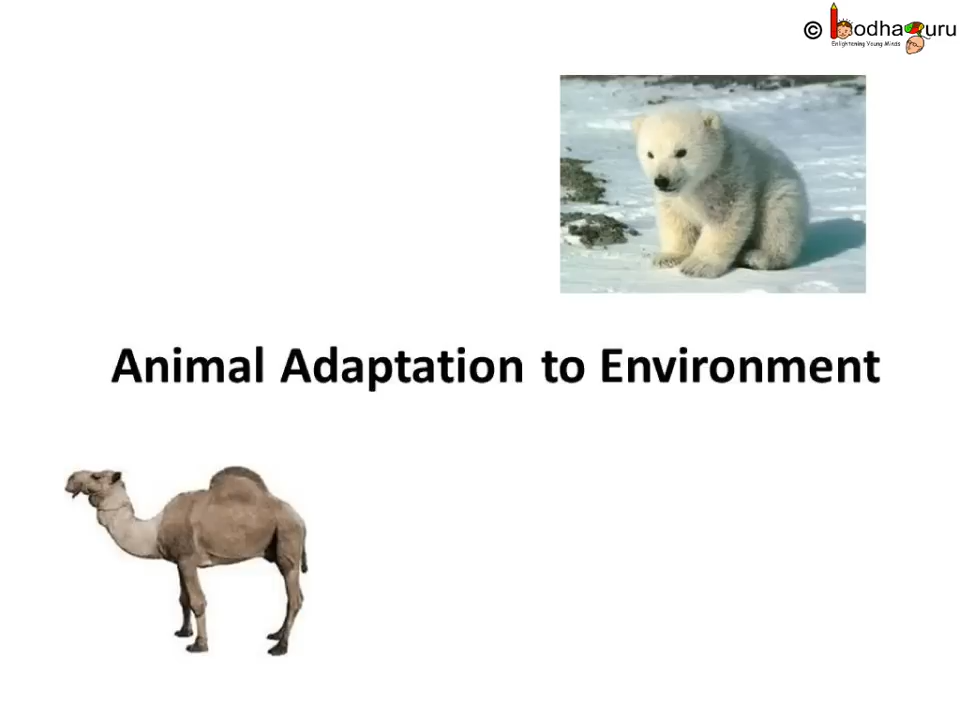 © bodhaguru
Enlightening Young Minds
Animal Adaptation to Environment